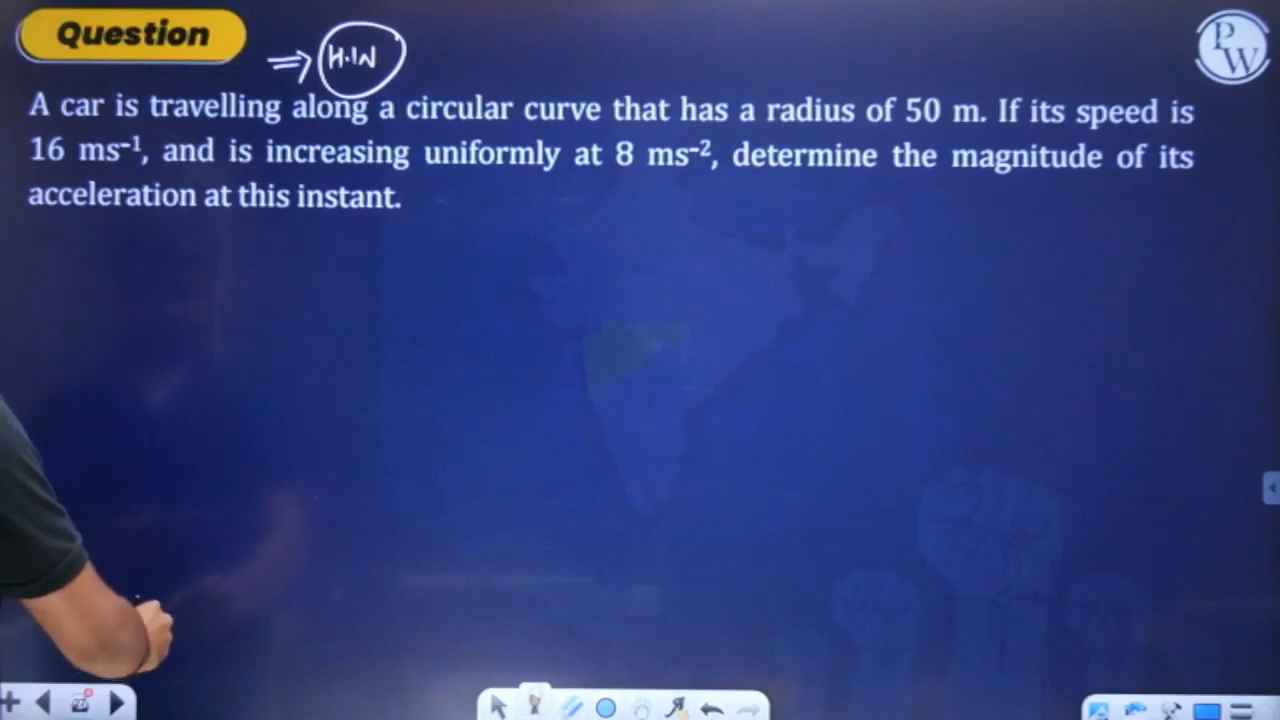 Question
⇒ H.W
P
W
A car is travelling along a circular curve that has a radius of 50 m. If its speed is
16 ms⁻¹, and is increasing uniformly at 8 ms⁻², determine the magnitude of its
acceleration at this instant.